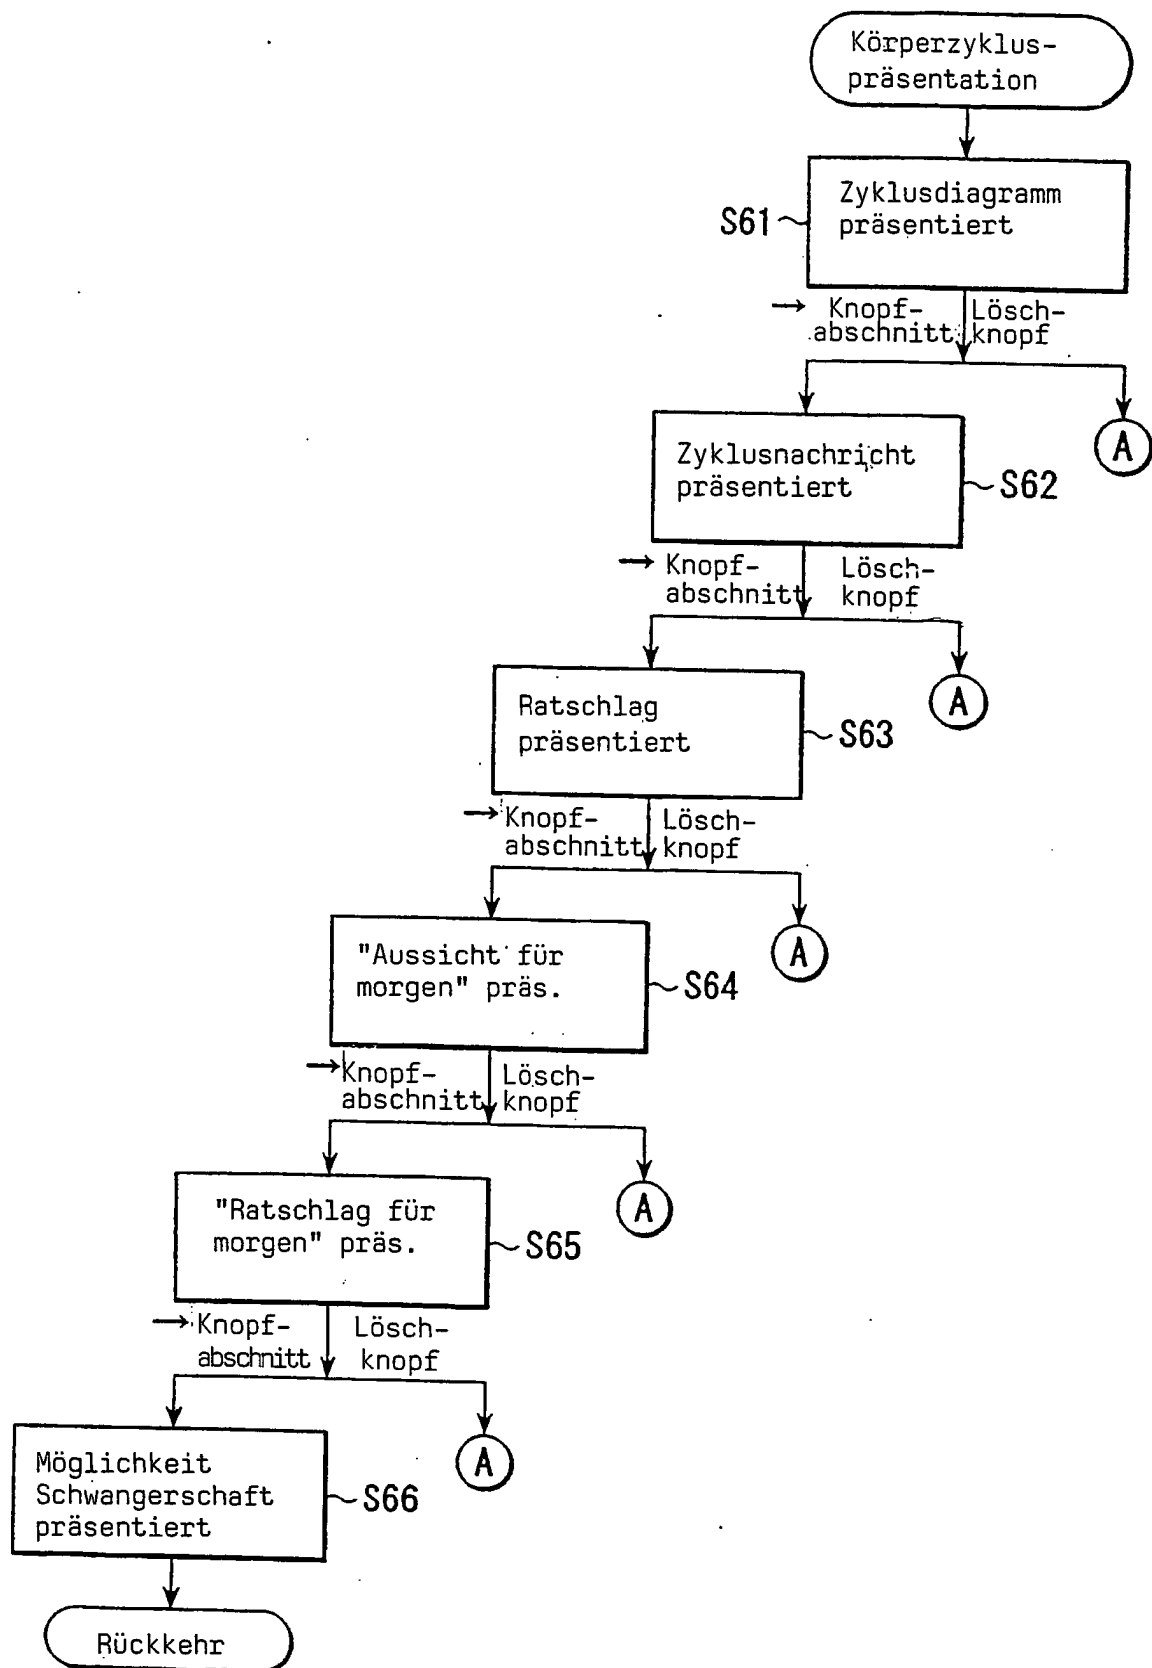 Körperzyklus-
präsentation
Zyklusdiagramm
präsentiert
S61
→ Knopf-
abschnitt
Lösch-
knopf
A
Zyklusnachricht
präsentiert
S62
→ Knopf-
abschnitt
Lösch-
knopf
A
Ratschlag
präsentiert
S63
→ Knopf-
abschnitt
Lösch-
knopf
A
"Aussicht für
morgen" präs.
S64
→ Knopf-
abschnitt
Lösch-
knopf
A
"Ratschlag für
morgen" präs.
S65
→ Knopf-
abschnitt
Lösch-
knopf
A
Möglichkeit
Schwangerschaft
präsentiert
S66
Rückkehr